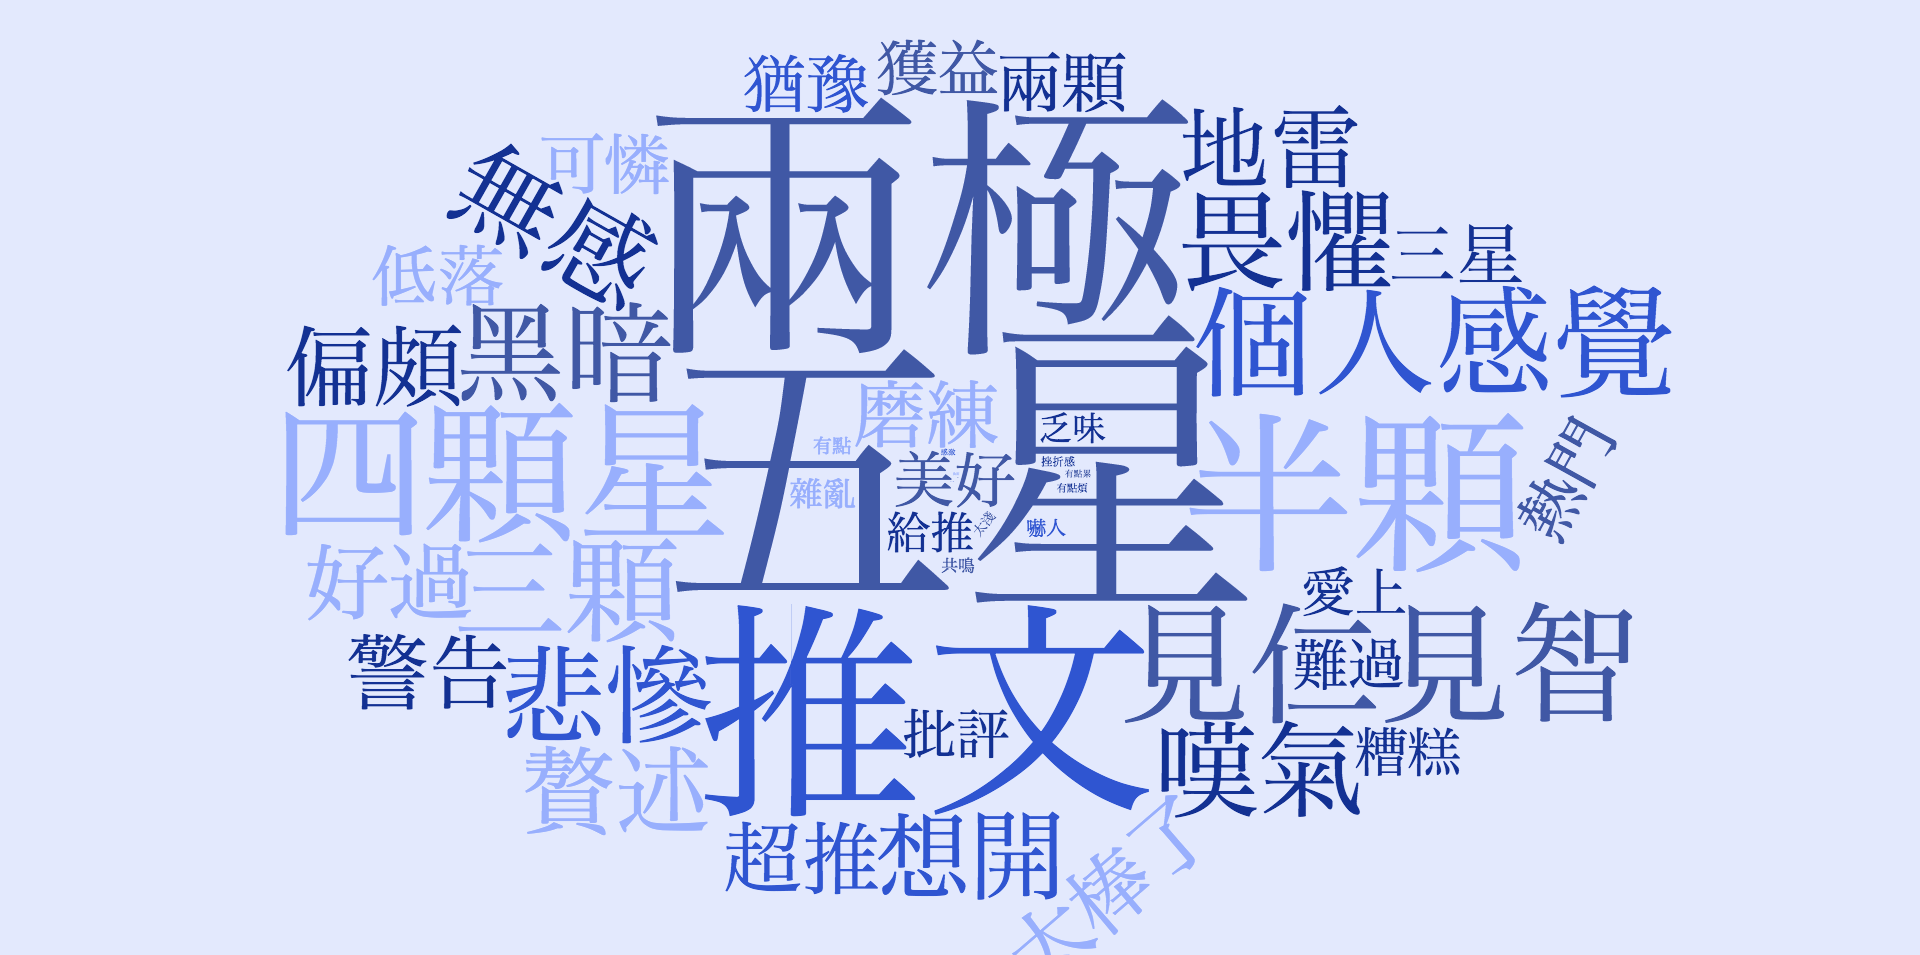 猶豫
獲益
兩顆
可憐
兩極
地雷
無感
畏懼
三星
低落
個人感覺
偏頗
黑暗
五星
磨練
乏味
四顆星
半顆
熱門
有點
感激
美好
挫折感
有點累
有點煩
雜亂
給推
太淺
嚇人
共鳴
好過
三顆
愛上
推文
見仁見智
難過
警告
悲慘
批評
嘆氣
糟糕
贅述
超推
想開
太棒了